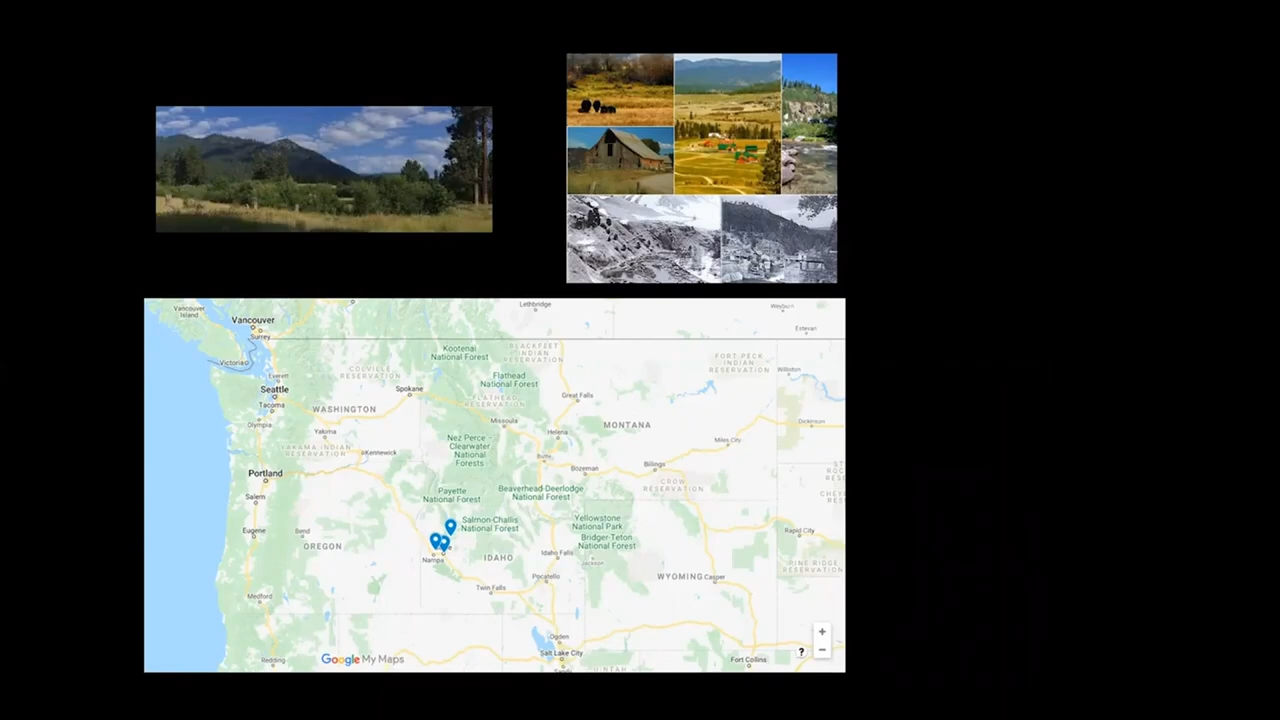 Vancouver
Island
Vancouver
Surrey
Victoria
Lethbridge
Estevan
Kootenai
National Forest
BLACKFEET
INDIAN
RESERVATION
FORT PECK
INDIAN
RESERVATION
Williston
COLVILLE
RESERVATION
Flathead
National Forest
Everett
Seattle
Tacoma
Olympia
Spokane
FLATHEAD
RESERVATION
Great Falls
WASHINGTON
Missoula
Helena
MONTANA
Dickinson
Yakima
YAKAMA INDIAN
RESERVATION
Kennewick
Nez Perce -
Clearwater
National
Forests
Miles City
Butte
Bozeman
Billings
Portland
Salem
CROW
RESERVATION
Payette
National Forest
Beaverhead-Deerlodge
National Forest
Eugene
Bend
OREGON
Salmon-Challis
National Forest
Yellowstone
National Park
Bridger-Teton
National Forest
Rapid City
Nampa
IDAHO
Idaho Falls
Jackson
PINE RIDGE
RESERVATION
Pocatello
WYOMING
Casper
Twin Falls
Medford
Ogden
Salt Lake City
Redding
Google My Maps
Fort Collins
+
?
−